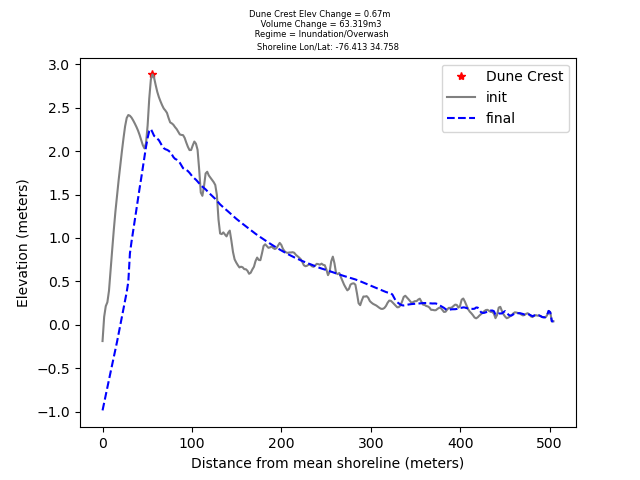 Dune Crest Elev Change = 0.67m
Volume Change = 63.319m3
Regime = Inundation/Overwash
Shoreline Lon/Lat: -76.413 34.758
Dune Crest
init
final
3.0
2.5
2.0
1.5
1.0
0.5
0.0
−0.5
−1.0
Elevation (meters)
0
100
200
300
400
500
Distance from mean shoreline (meters)